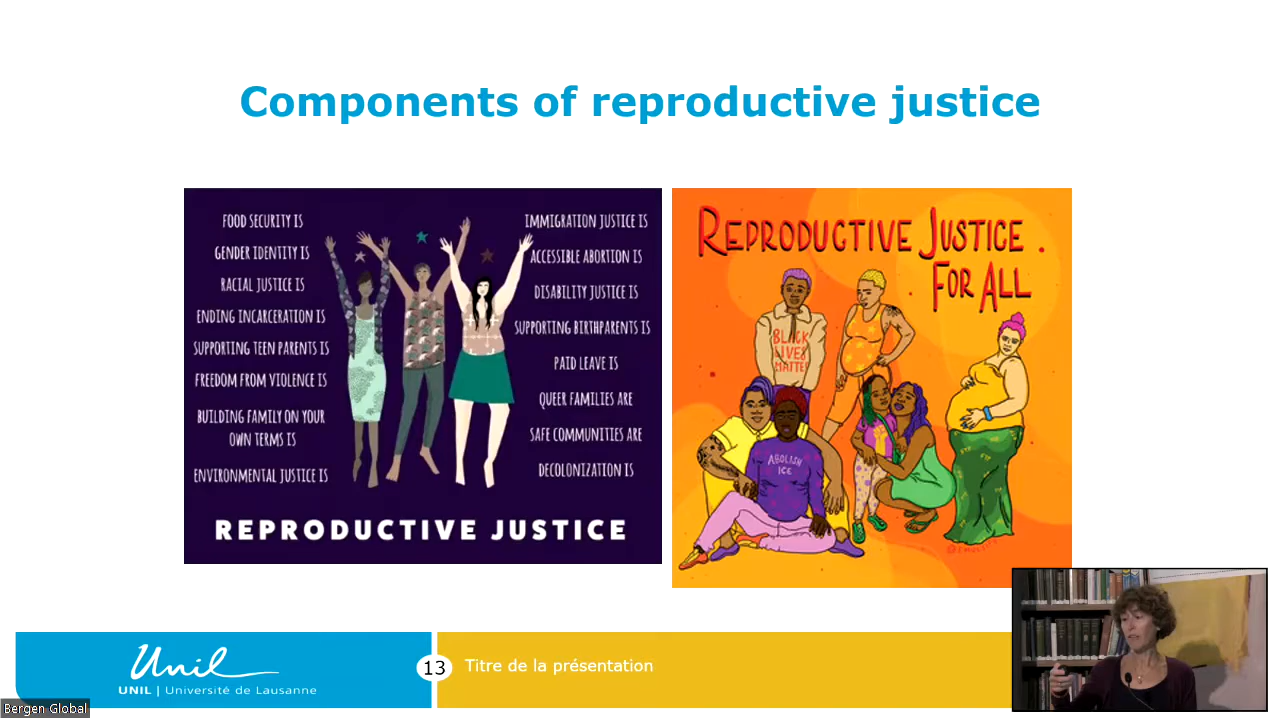 Components of reproductive justice
FOOD SECURITY IS
GENDER IDENTITY IS
RACIAL JUSTICE IS
ENDING INCARCERATION IS
SUPPORTING TEEN PARENTS IS
FREEDOM FROM VIOLENCE IS
BUILDING FAMILY ON YOUR
OWN TERMS IS
ENVIRONMENTAL JUSTICE IS
IMMIGRATION JUSTICE IS
ACCESSIBLE ABORTION IS
DISABILITY JUSTICE IS
SUPPORTING BIRTHPARENTS IS
PAID LEAVE IS
QUEER FAMILIES ARE
SAFE COMMUNITIES ARE
DECOLONIZATION IS
REPRODUCTIVE JUSTICE
REPRODUCTIVE JUSTICE.
FOR ALL
BLACK
LIVES
MATTER
ABOLISH
ICE
Unil
UNIL | Université de Lausanne
13
Titre de la présentation
Bergen Global